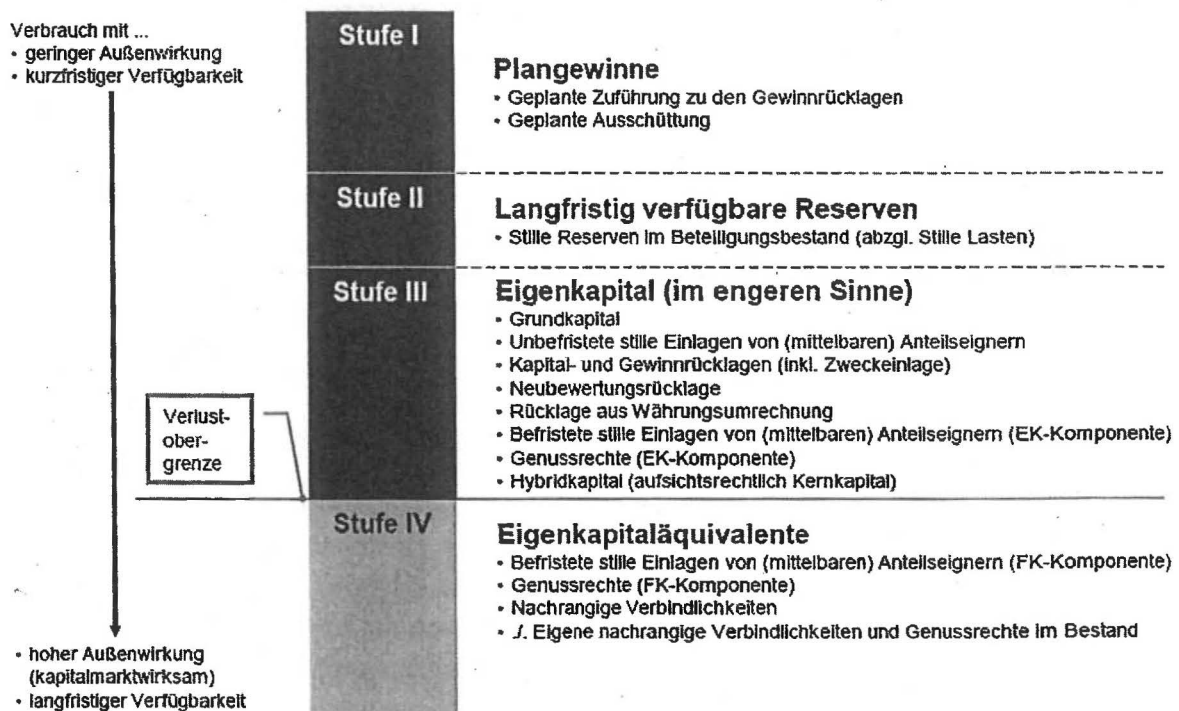 Verbrauch mit ...
• geringer Außenwirkung
• kurzfristiger Verfügbarkeit
Stufe I
Plangewinne
• Geplante Zuführung zu den Gewinnrücklagen
• Geplante Ausschüttung
Stufe II
Langfristig verfügbare Reserven
• Stille Reserven im Beteiligungsbestand (abzgl. Stille Lasten)
Stufe III
Eigenkapital (im engeren Sinne)
• Grundkapital
• Unbefristete stille Einlagen von (mittelbaren) Anteilseignern
• Kapital- und Gewinnrücklagen (inkl. Zweckeinlage)
• Neubewertungsrücklage
• Rücklage aus Währungsumrechnung
• Befristete stille Einlagen von (mittelbaren) Anteilseignern (EK-Komponente)
• Genussrechte (EK-Komponente)
• Hybridkapital (aufsichtsrechtlich Kernkapital)
Verlust-
ober-
grenze
Stufe IV
Eigenkapitaläquivalente
• Befristete stille Einlagen von (mittelbaren) Anteilseignern (FK-Komponente)
• Genussrechte (FK-Komponente)
• Nachrangige Verbindlichkeiten
• ./. Eigene nachrangige Verbindlichkeiten und Genussrechte im Bestand
• hoher Außenwirkung
(kapitalmarktwirksam)
• langfristiger Verfügbarkeit